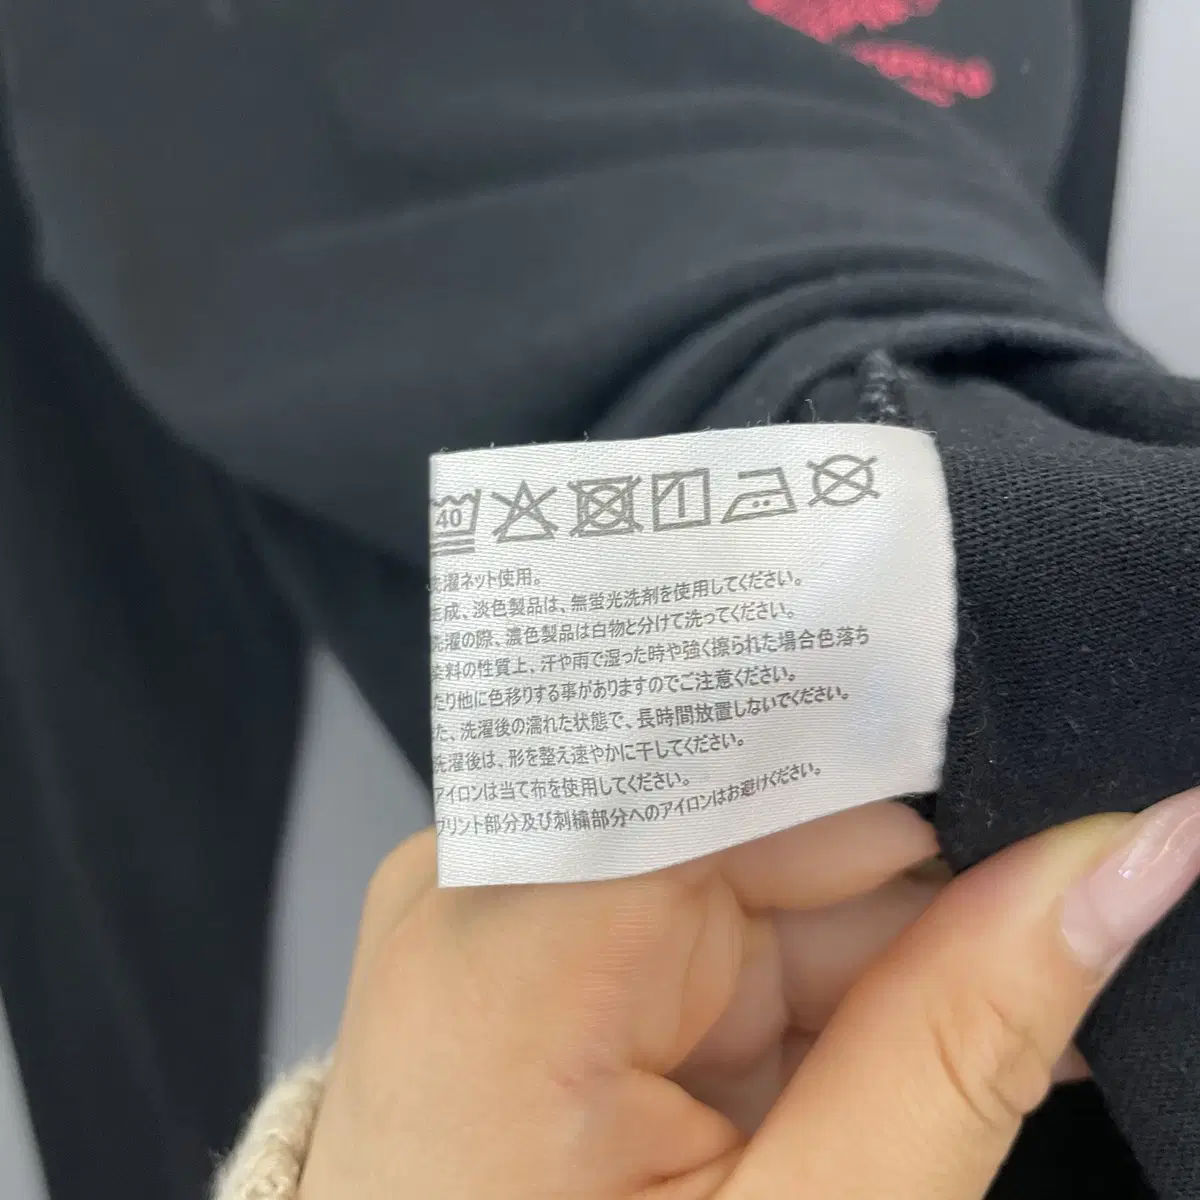 40
洗濯ネット使用。
生成、淡色製品は、無蛍光洗剤を使用してください。
洗濯の際、濃色製品は白物と分けて洗ってください。
染料の性質上、汗や雨で湿った時や強く擦られた場合色落ち
たり他に色移りする事がありますのでご注意ください。
た、洗濯後の濡れた状態で、長時間放置しないでください。
洗濯後は、形を整え速やかに干してください。
アイロンは当て布を使用してください。
プリント部分及び刺繍部分へのアイロンはお避けください。